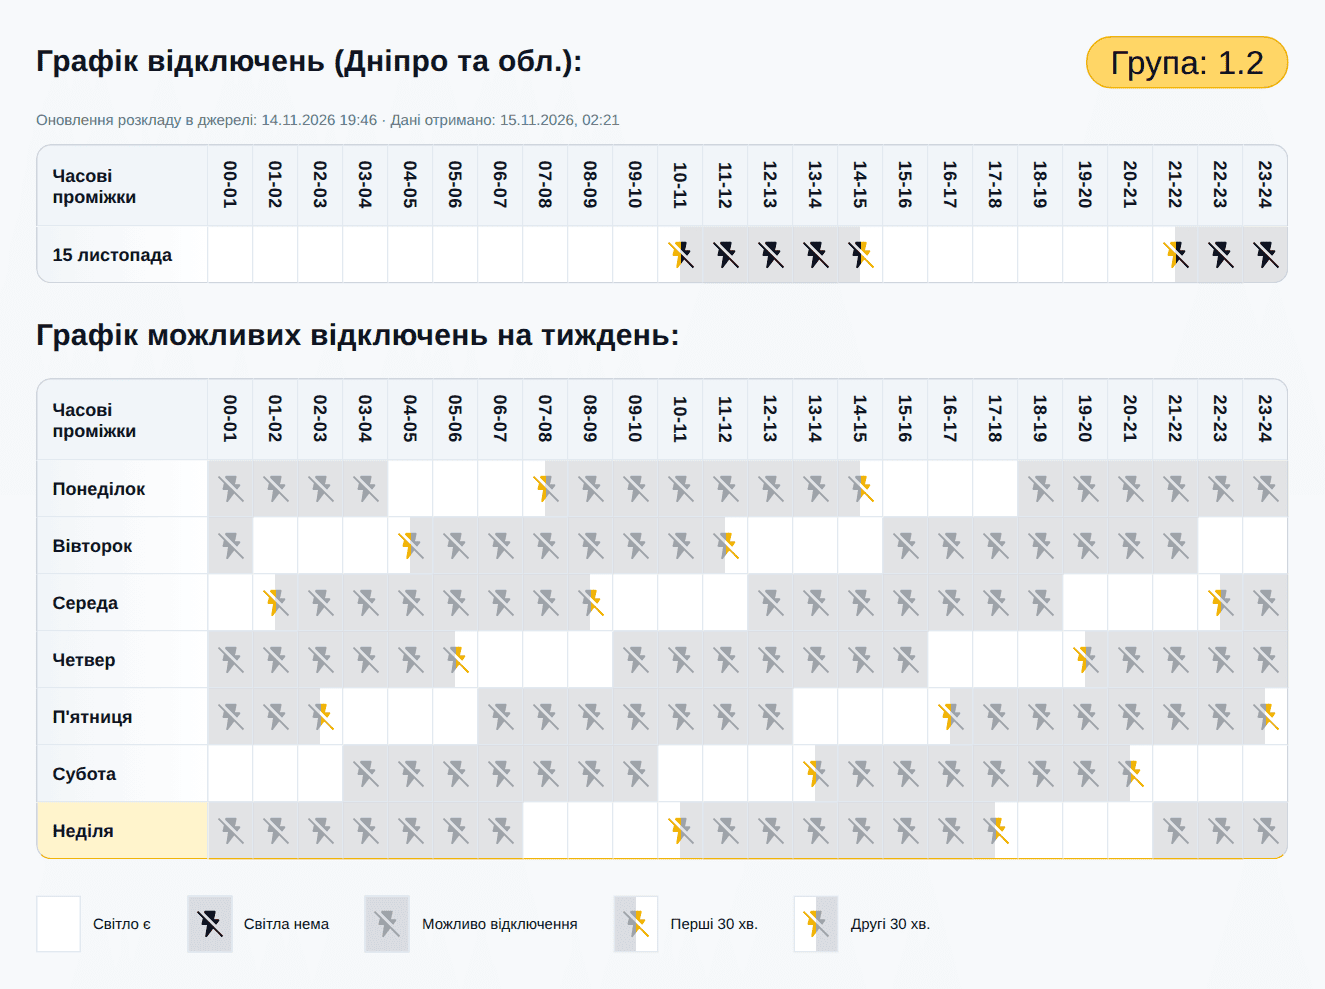 Графік відключень (Дніпро та обл.):
Група: 1.2
Оновлення розкладу в джерелі: 14.11.2026 19:46 · Дані отримано: 15.11.2026, 02:21
Часові
проміжки
00-01 01-02 02-03 03-04 04-05 05-06 06-07 07-08 08-09 09-10 10-11 11-12 12-13 13-14 14-15 15-16 16-17 17-18 18-19 19-20 20-21 21-22 22-23 23-24
15 листопада
Графік можливих відключень на тиждень:
Часові
проміжки
00-01 01-02 02-03 03-04 04-05 05-06 06-07 07-08 08-09 09-10 10-11 11-12 12-13 13-14 14-15 15-16 16-17 17-18 18-19 19-20 20-21 21-22 22-23 23-24
Понеділок
Вівторок
Середа
Четвер
П'ятниця
Субота
Неділя
Світло є
Світла нема
Можливо відключення
Перші 30 хв.
Другі 30 хв.